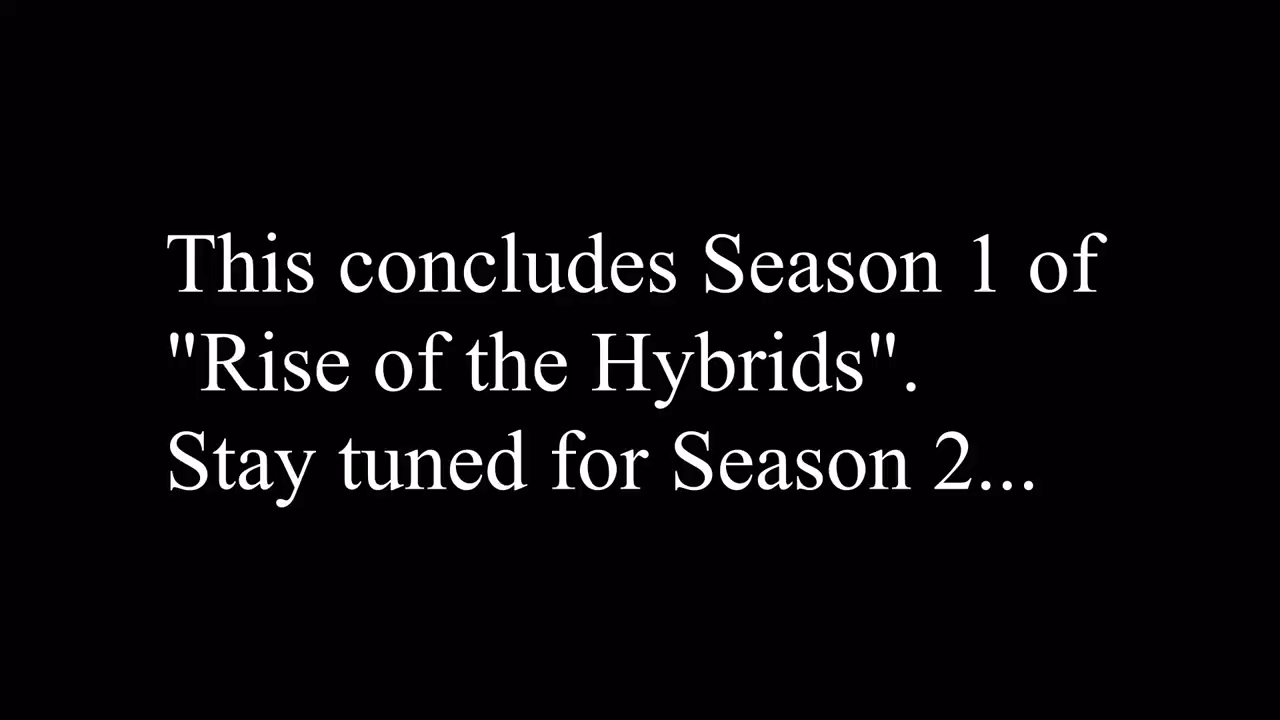 This concludes Season 1 of
"Rise of the Hybrids".
Stay tuned for Season 2...